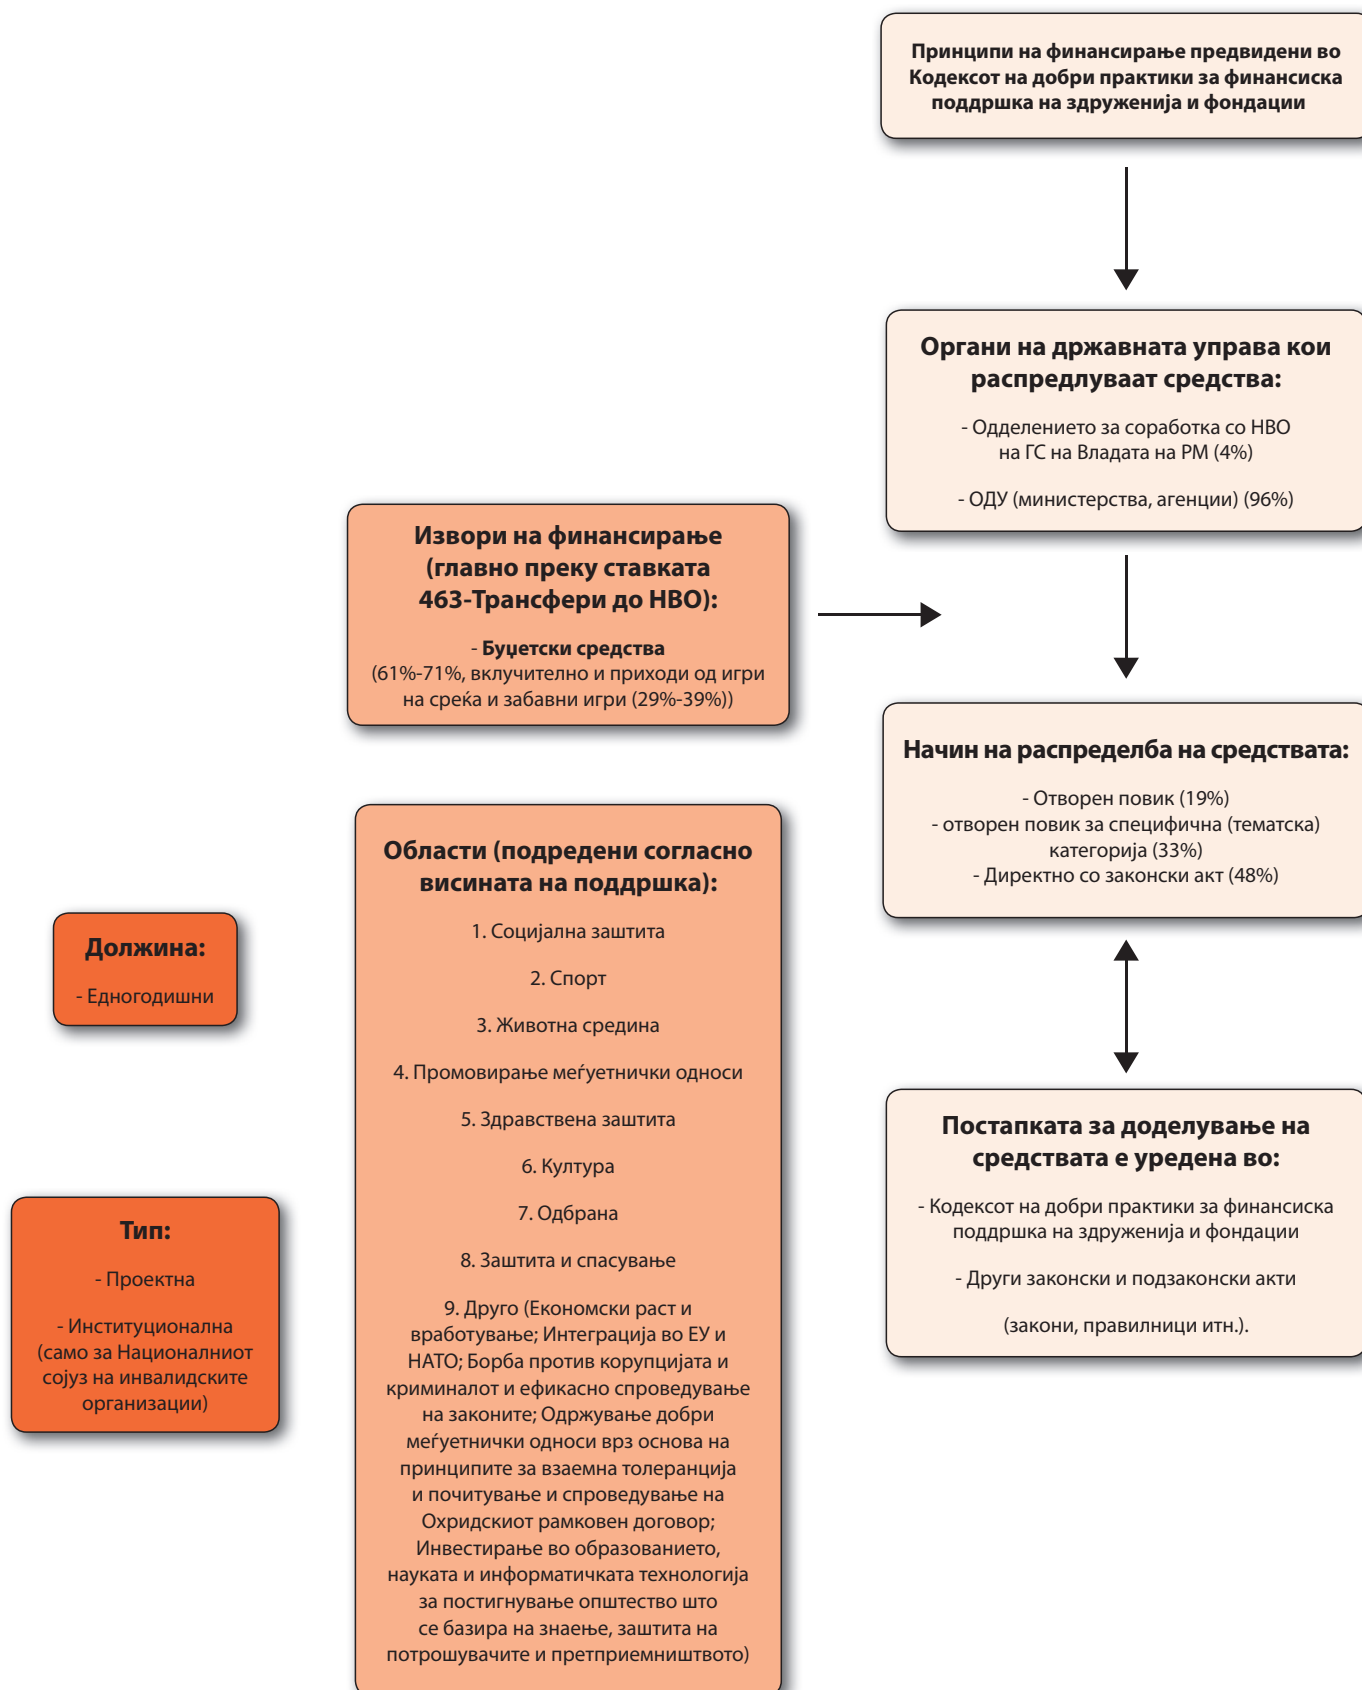 Принципи на финансирање предвидени во
Кодексот на добри практики за финансиска
поддршка на здруженија и фондации
Органи на државната управа кои
распредлуваат средства:
- Одделението за соработка со НВО
на ГС на Владата на РМ (4%)
- ОДУ (министерства, агенции) (96%)
Извори на финансирање
(главно преку ставката
463-Трансфери до НВО):
- Буџетски средства
(61%-71%, вклучително и приходи од игри
на среќа и забавни игри (29%-39%))
Начин на распределба на средствата:
- Отворен повик (19%)
- отворен повик за специфична (тематска)
категорија (33%)
- Директно со законски акт (48%)
Области (подредени согласно
висината на поддршка):
1. Социјална заштита
2. Спорт
3. Животна средина
4. Промовирање меѓуетнички односи
5. Здравствена заштита
6. Култура
7. Одбрана
8. Заштита и спасување
9. Друго (Економски раст и
вработување; Интеграција во ЕУ и
НАТО; Борба против корупцијата и
криминалот и ефикасно спроведување
на законите; Одржување добри
меѓуетнички односи врз основа на
принципите за взаемна толеранција
и почитување и спроведување на
Охридскиот рамковен договор;
Инвестирање во образованието,
науката и информатичката технологија
за постигнување општество што
се базира на знаење, заштита на
потрошувачите и претприемништвото)
Должина:
- Едногодишни
Тип:
- Проектна
- Институционална
(само за Националниот
сојуз на инвалидските
организации)
Постапката за доделување на
средствата е уредена во:
- Кодексот на добри практики за финансиска
поддршка на здруженија и фондации
- Други законски и подзаконски акти
(закони, правилници итн.).